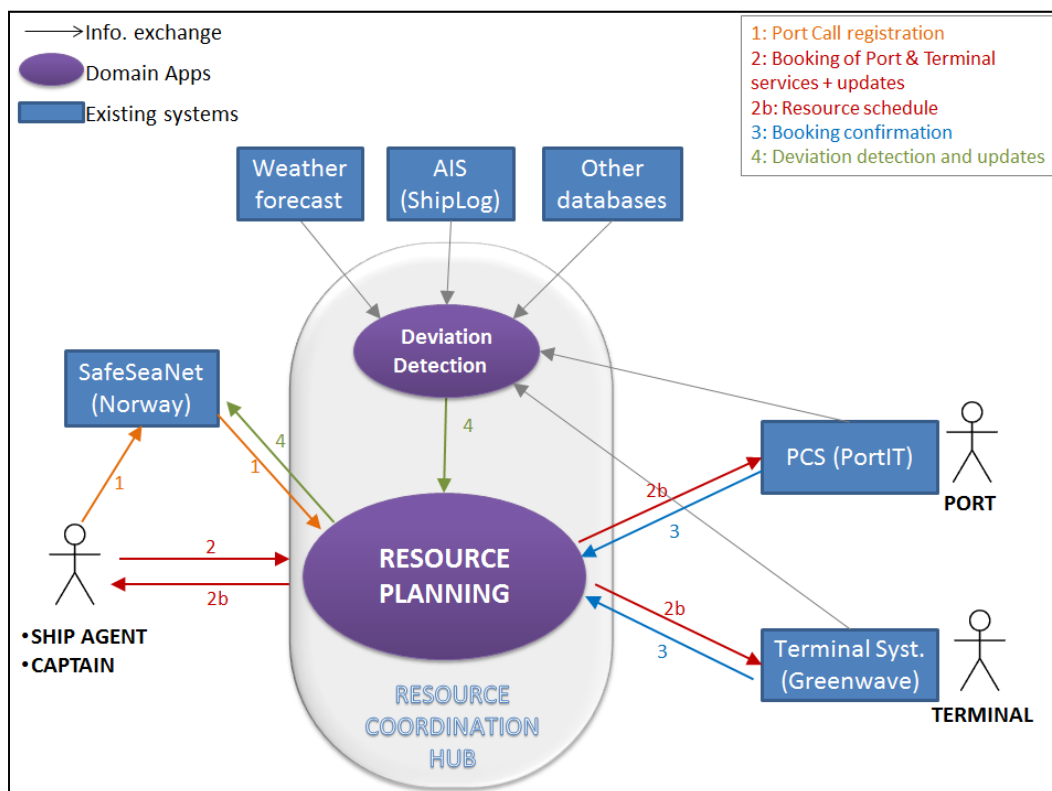 Info. exchange
Domain Apps
Existing systems
1: Port Call registration
2: Booking of Port & Terminal
services + updates
2b: Resource schedule
3: Booking confirmation
4: Deviation detection and updates
Weather
forecast
AIS
(ShipLog)
Other
databases
Deviation
Detection
SafeSeaNet
(Norway)
4
4
1
1
PCS (PortIT)
PORT
2b
3
2
2b
RESOURCE
PLANNING
2b
3
•SHIP AGENT
•CAPTAIN
Terminal Syst.
(Greenwave)
TERMINAL
RESOURCE
COORDINATION
HUB